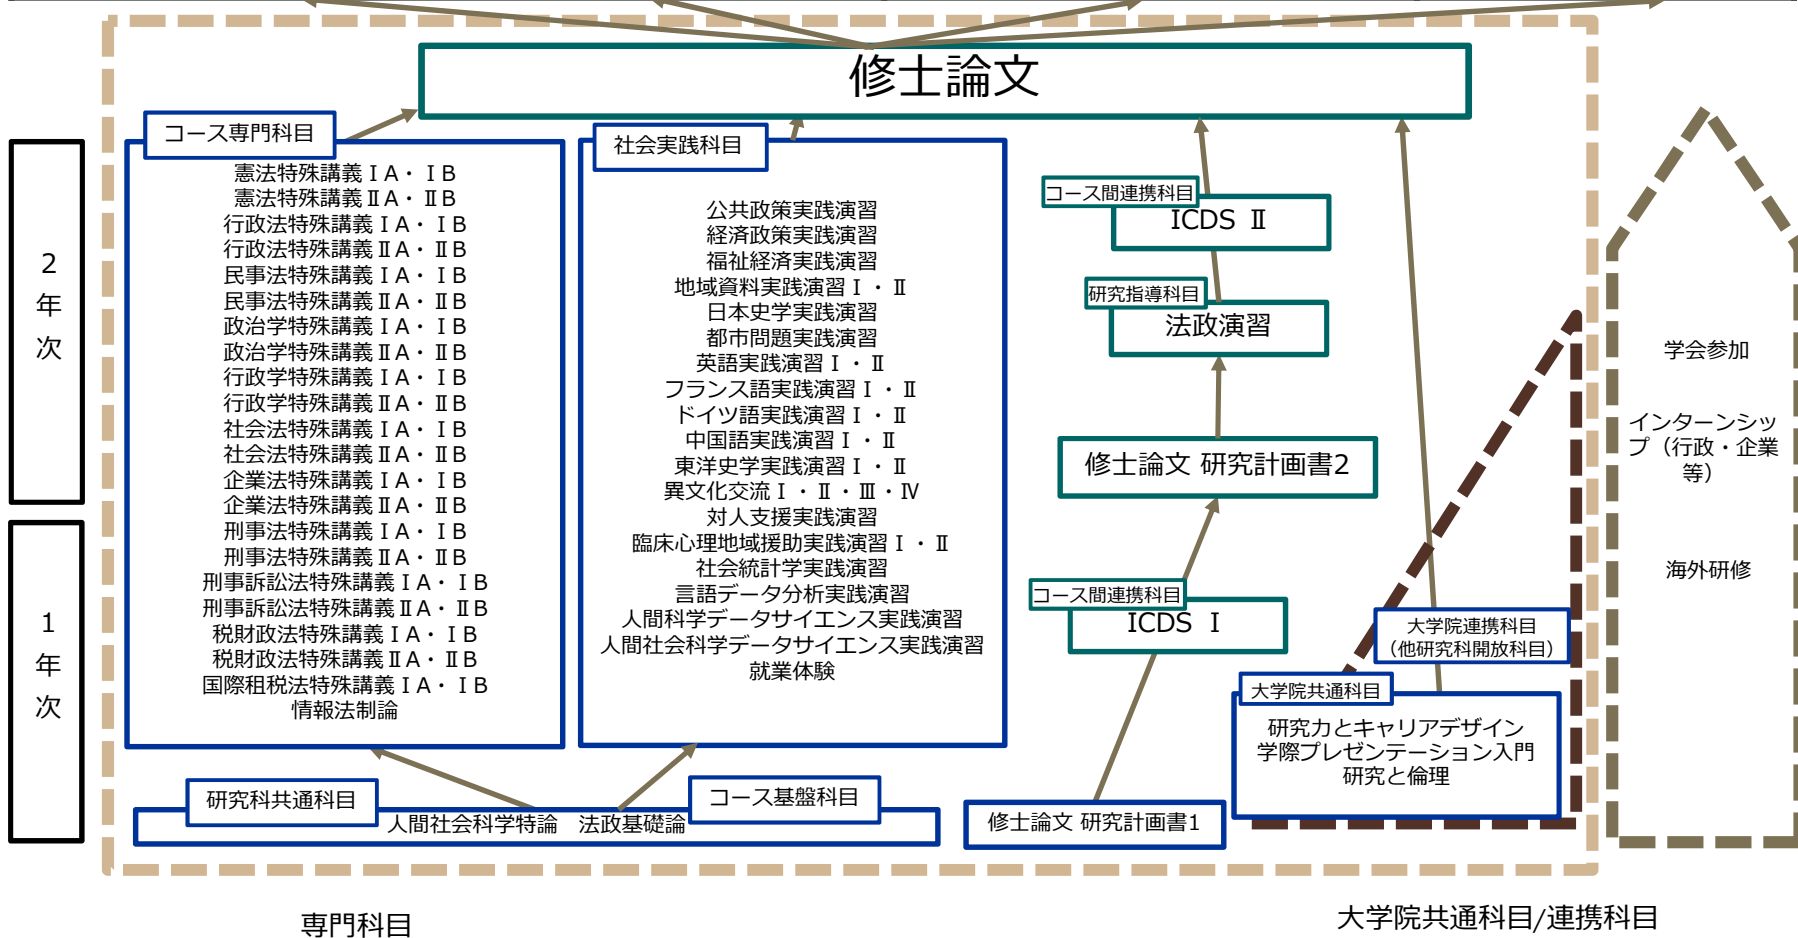 修士論文
2
年
次
1
年
次
コース専門科目
憲法特殊講義ⅠA・ⅠB
憲法特殊講義ⅡA・ⅡB
行政法特殊講義ⅠA・ⅠB
行政法特殊講義ⅡA・ⅡB
民事法特殊講義ⅠA・ⅠB
民事法特殊講義ⅡA・ⅡB
政治学特殊講義ⅠA・ⅠB
政治学特殊講義ⅡA・ⅡB
行政学特殊講義ⅠA・ⅠB
行政学特殊講義ⅡA・ⅡB
社会法特殊講義ⅠA・ⅠB
社会法特殊講義ⅡA・ⅡB
企業法特殊講義ⅠA・ⅠB
企業法特殊講義ⅡA・ⅡB
刑事法特殊講義ⅠA・ⅠB
刑事法特殊講義ⅡA・ⅡB
刑事訴訟法特殊講義ⅠA・ⅠB
刑事訴訟法特殊講義ⅡA・ⅡB
税財政法特殊講義ⅠA・ⅠB
税財政法特殊講義ⅡA・ⅡB
国際租税法特殊講義ⅠA・ⅠB
情報法制論
社会実践科目
公共政策実践演習
経済政策実践演習
福祉経済実践演習
地域資料実践演習Ⅰ・Ⅱ
日本史学実践演習
都市問題実践演習
英語実践演習Ⅰ・Ⅱ
フランス語実践演習Ⅰ・Ⅱ
ドイツ語実践演習Ⅰ・Ⅱ
中国語実践演習Ⅰ・Ⅱ
東洋史学実践演習Ⅰ・Ⅱ
異文化交流Ⅰ・Ⅱ・Ⅲ・Ⅳ
対人支援実践演習
臨床心理地域援助実践演習Ⅰ・Ⅱ
社会統計学実践演習
言語データ分析実践演習
人間科学データサイエンス実践演習
人間社会科学データサイエンス実践演習
就業体験
コース間連携科目
ICDS Ⅱ
研究指導科目
法政演習
修士論文 研究計画書2
コース間連携科目
ICDS Ⅰ
修士論文 研究計画書1
大学院連携科目
（他研究科開放科目）
大学院共通科目
研究力とキャリアデザイン
学際プレゼンテーション入門
研究と倫理
研究科共通科目
コース基盤科目
人間社会科学特論 法政基礎論
学会参加
インターンシッ
プ（行政・企業
等）
海外研修
専門科目
大学院共通科目/連携科目